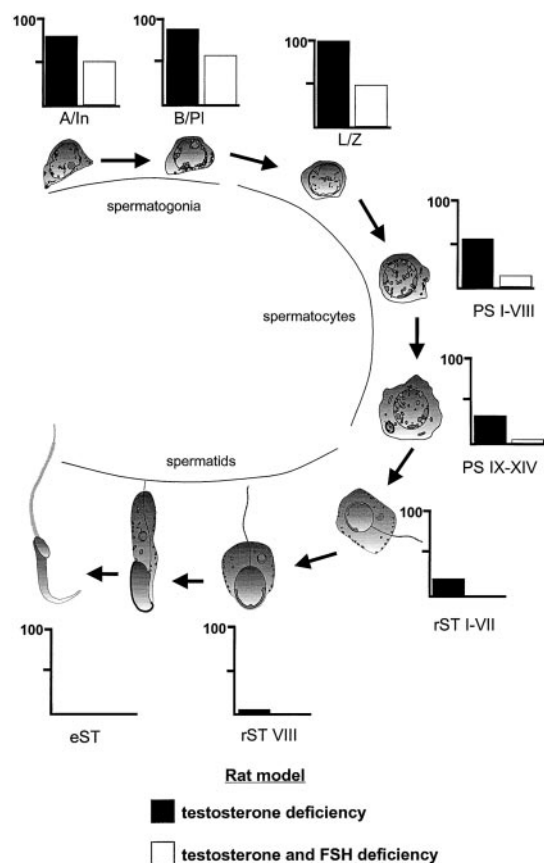 100
A/In
100
B/Pl
100
L/Z
spermatogonia
100
PS I-VIII
spermatocytes
100
PS IX-XIV
spermatids
100
rST I-VII
100
eST
100
rST VIII
Rat model
testosterone deficiency
testosterone and FSH deficiency